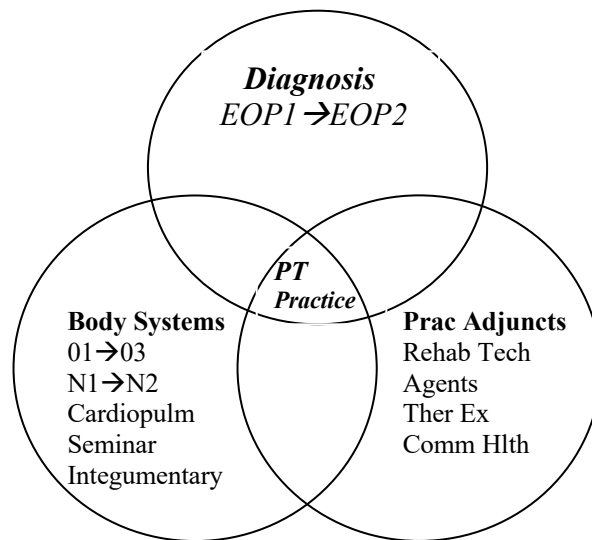 Diagnosis
EOP1→EOP2
PT
Practice
Body Systems
01→03
N1→N2
Cardiopulm
Seminar
Integumentary
Prac Adjuncts
Rehab Tech
Agents
Ther Ex
Comm Hlth